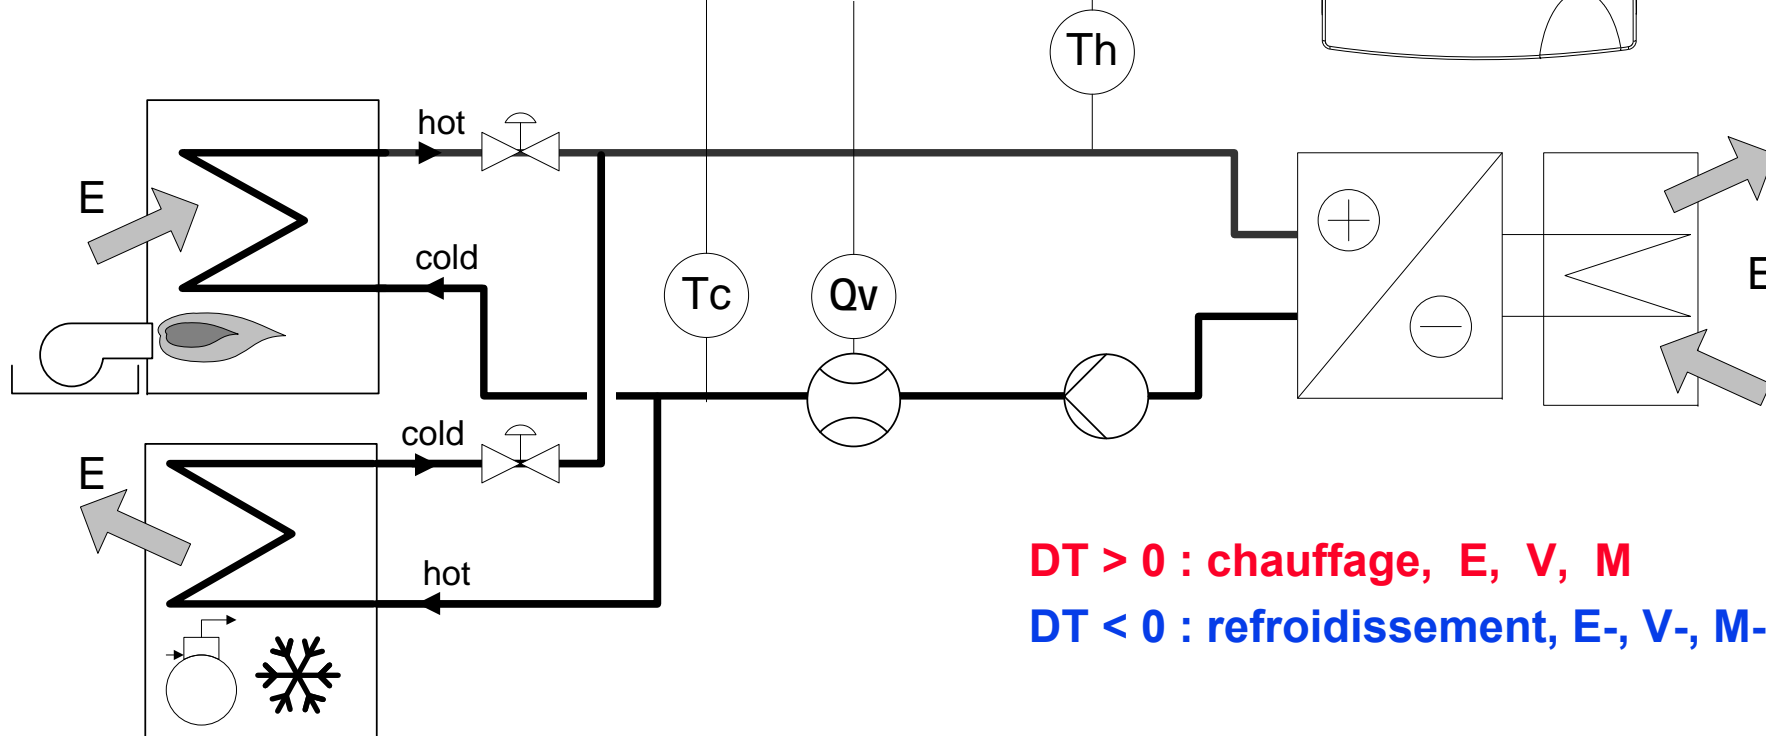 Th
hot
E
cold
E
Tc
Qv
cold
E
hot
DT > 0 : chauffage, E, V, M
DT < 0 : refroidissement, E-, V-, M-